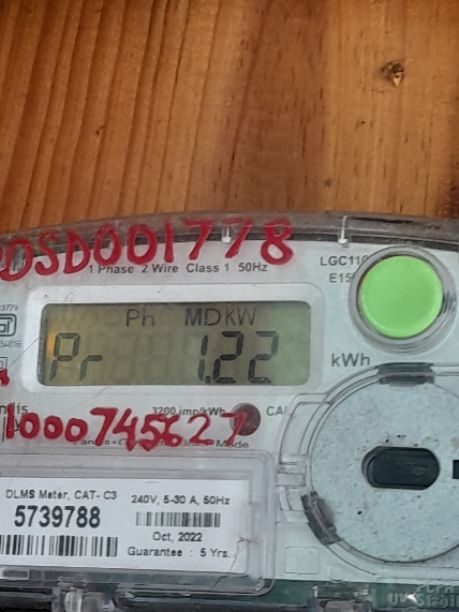 DSD001778
1 Phase 2 Wire Class 1 50Hz
LGC110
Ph MDKW
Pr 1.22
kWh
1000745627
3200 imp/kWh
CAL
Mode
DLMS Meter, CAT- C3
240V, 5-30 A, 50Hz
5739788
Oct, 2022
Guarantee : 5 Yrs.